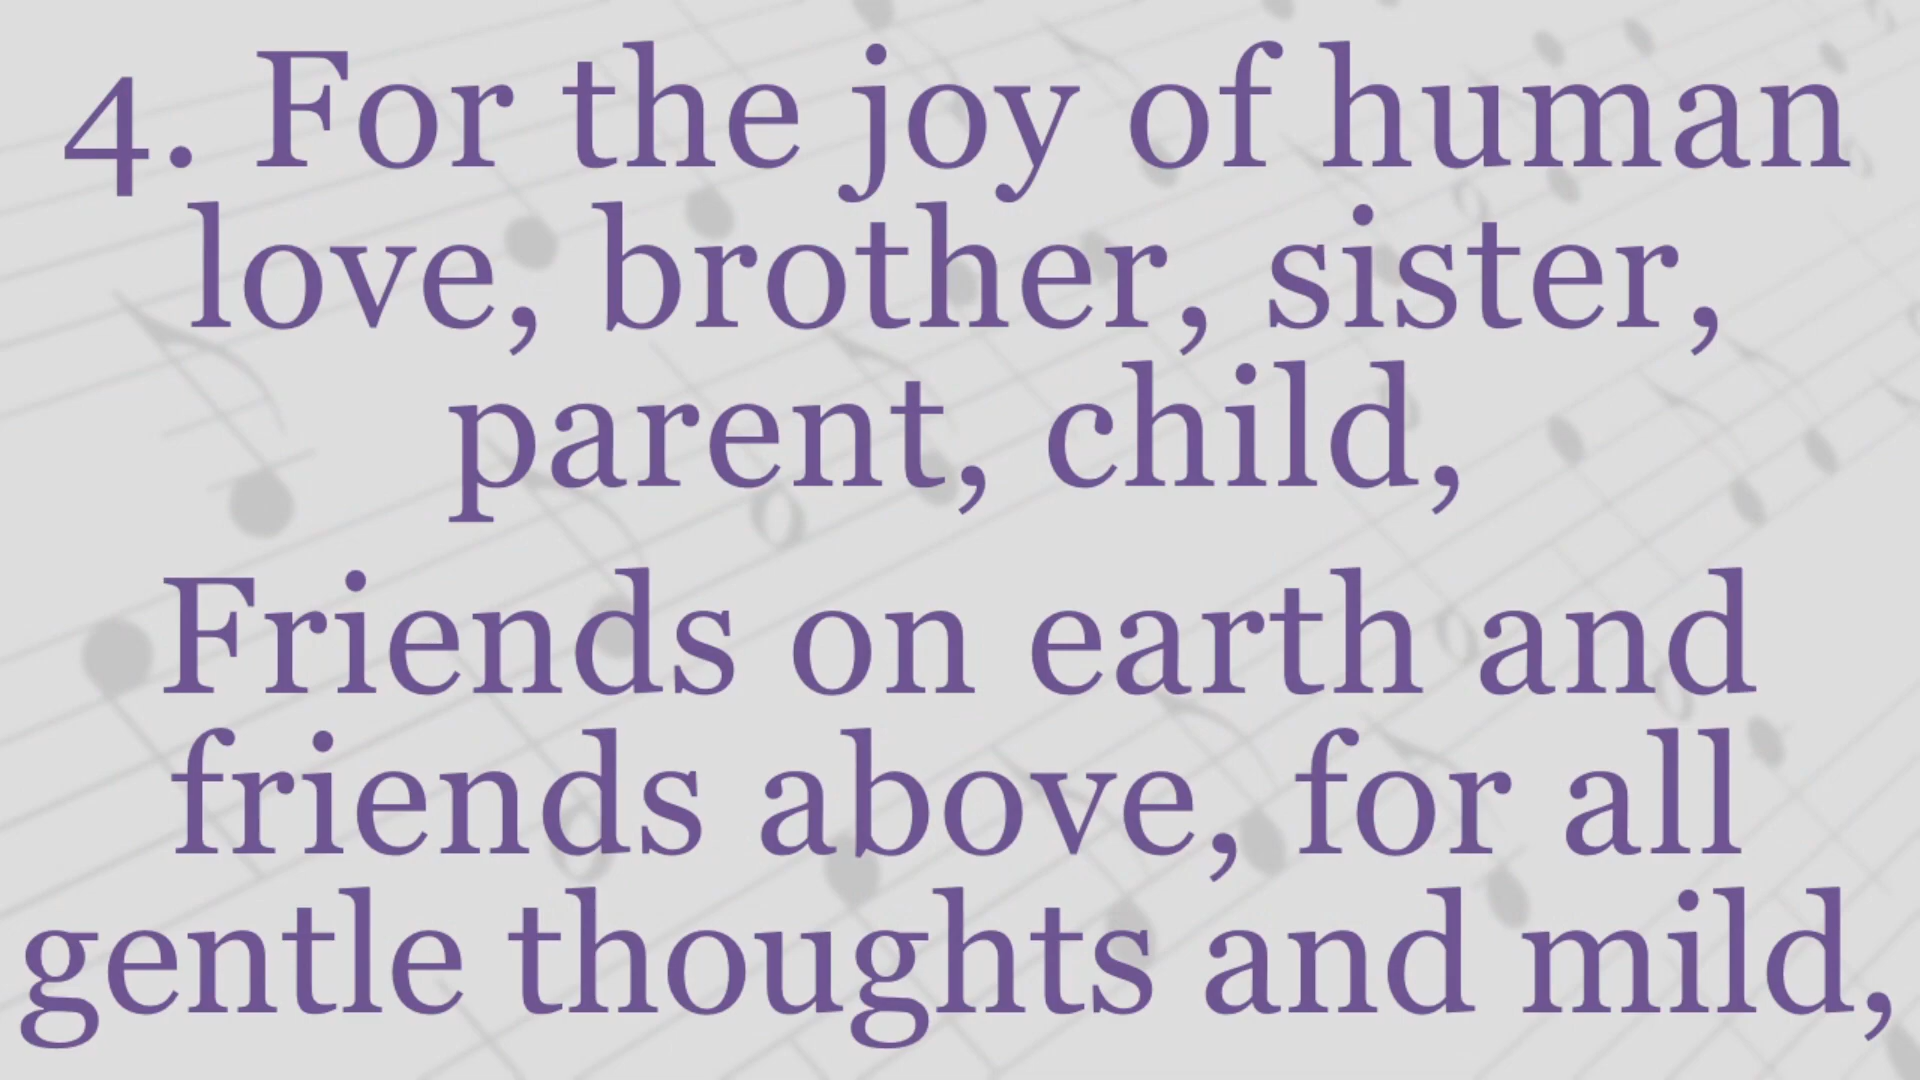 4. For the joy of human
love, brother, sister,
parent, child,
Friends on earth and
friends above, for all
gentle thoughts and mild,